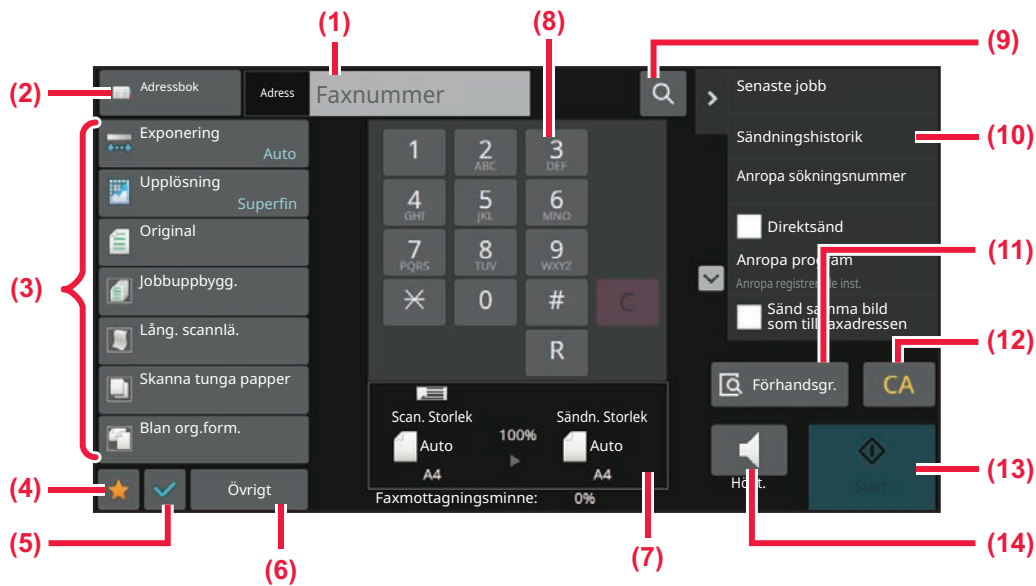 (1)
(8)
(9)
(2)
Adressbok
Adress
Faxnummer
Senaste jobb
(10)
Sändningshistorik
Anropa sökningsnummer
Direktsänd
(11)
Anropa program
Anropa registrerade inst.
Sänd samma bild
som till faxadressen
(12)
(3)
Exponering
Auto
Upplösning
Superfin
Original
Jobbuppbygg.
Lång. scannlä.
Skanna tunga papper
Blan org.form.
1
2
ABC
3
DEF
4
GHI
5
JKL
6
MNO
7
PQRS
8
TUV
9
WXYZ
0
#
C
R
Förhandsgr.
CA
Scan. Storlek
Sändn. Storlek
100%
Auto
Auto
A4
A4
Faxmottagningsminne: 0%
(4)
(5)
Övrigt
(6)
(7)
Högt.
Start
(13)
(14)